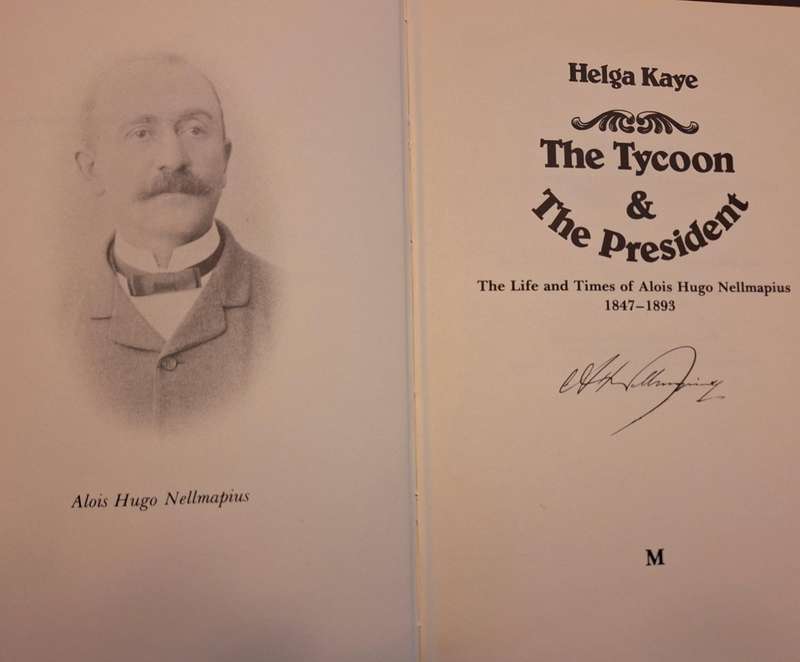 Alois Hugo Nellmapius
Helga Kaye
The Tycoon
&
The President
The Life and Times of Alois Hugo Nellmapius
1847–1893
M